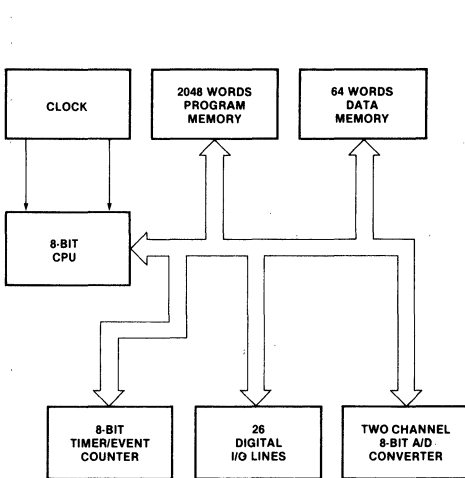 CLOCK
2048 WORDS
PROGRAM
MEMORY
64 WORDS
DATA
MEMORY
8-BIT
CPU
8-BIT
TIMER/EVENT
COUNTER
26
DIGITAL
I/O LINES
TWO CHANNEL
8-BIT A/D
CONVERTER